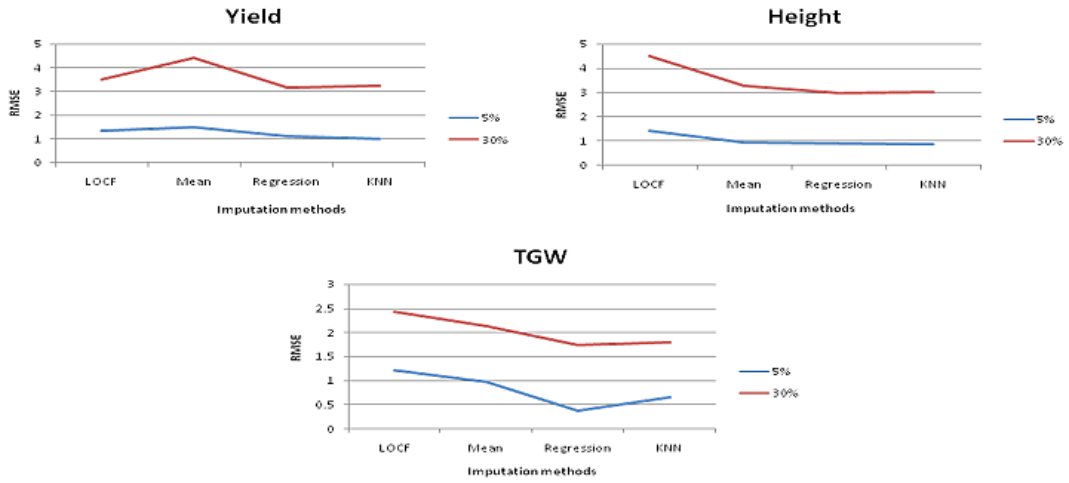 Yield
5
4
3
2
1
0
RMSE
LOCF Mean Regression KNN
Imputation methods
5%
30%
Height
5
4
3
2
1
0
RMSE
LOCF Mean Regression KNN
Imputation methods
5%
30%
TGW
3
2.5
2
1.5
1
0.5
0
RMSE
LOCF Mean Regression KNN
Imputation methods
5%
30%